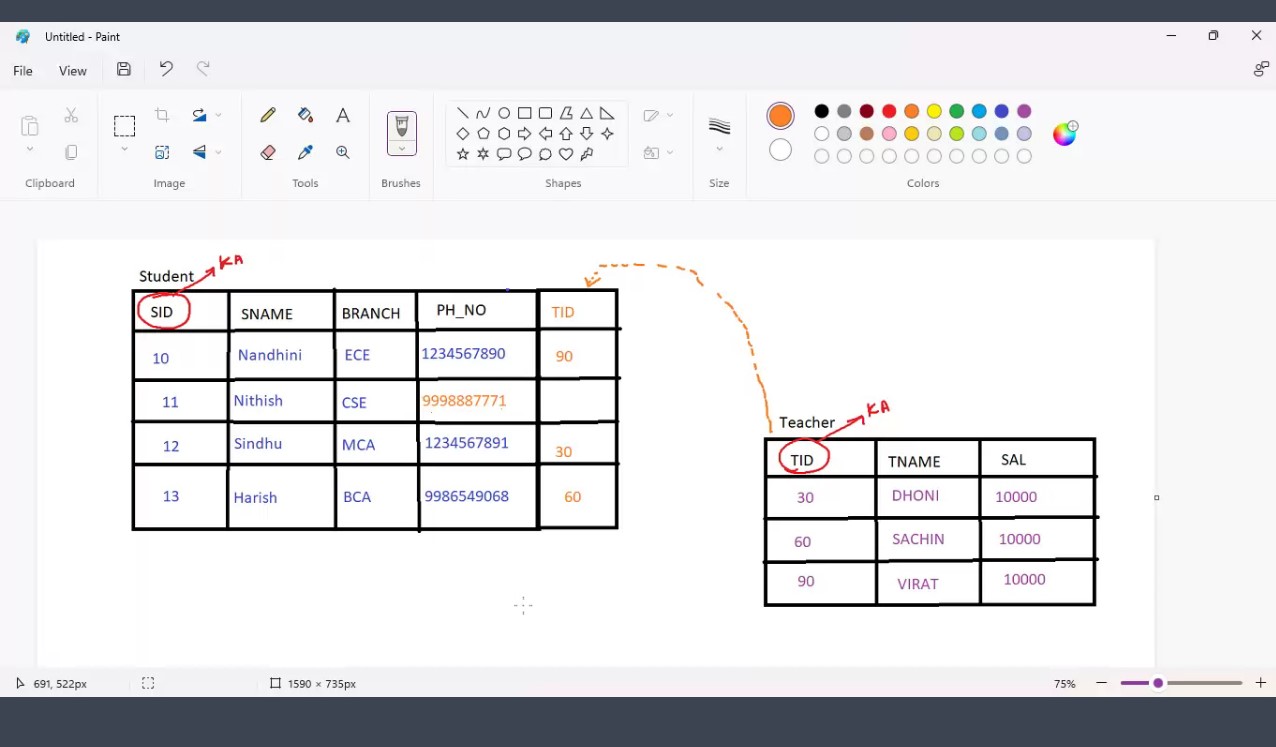 Untitled - Paint
File View
Clipboard Image Tools Brushes Shapes Size Colors
KA
Student
SID SNAME BRANCH PH_NO TID
10 Nandhini ECE 1234567890 90
11 Nithish CSE 9998887771
12 Sindhu MCA 1234567891 30
13 Harish BCA 9986549068 60
KA
Teacher
TID TNAME SAL
30 DHONI 10000
60 SACHIN 10000
90 VIRAT 10000
691, 522px 1590 × 735px 75%